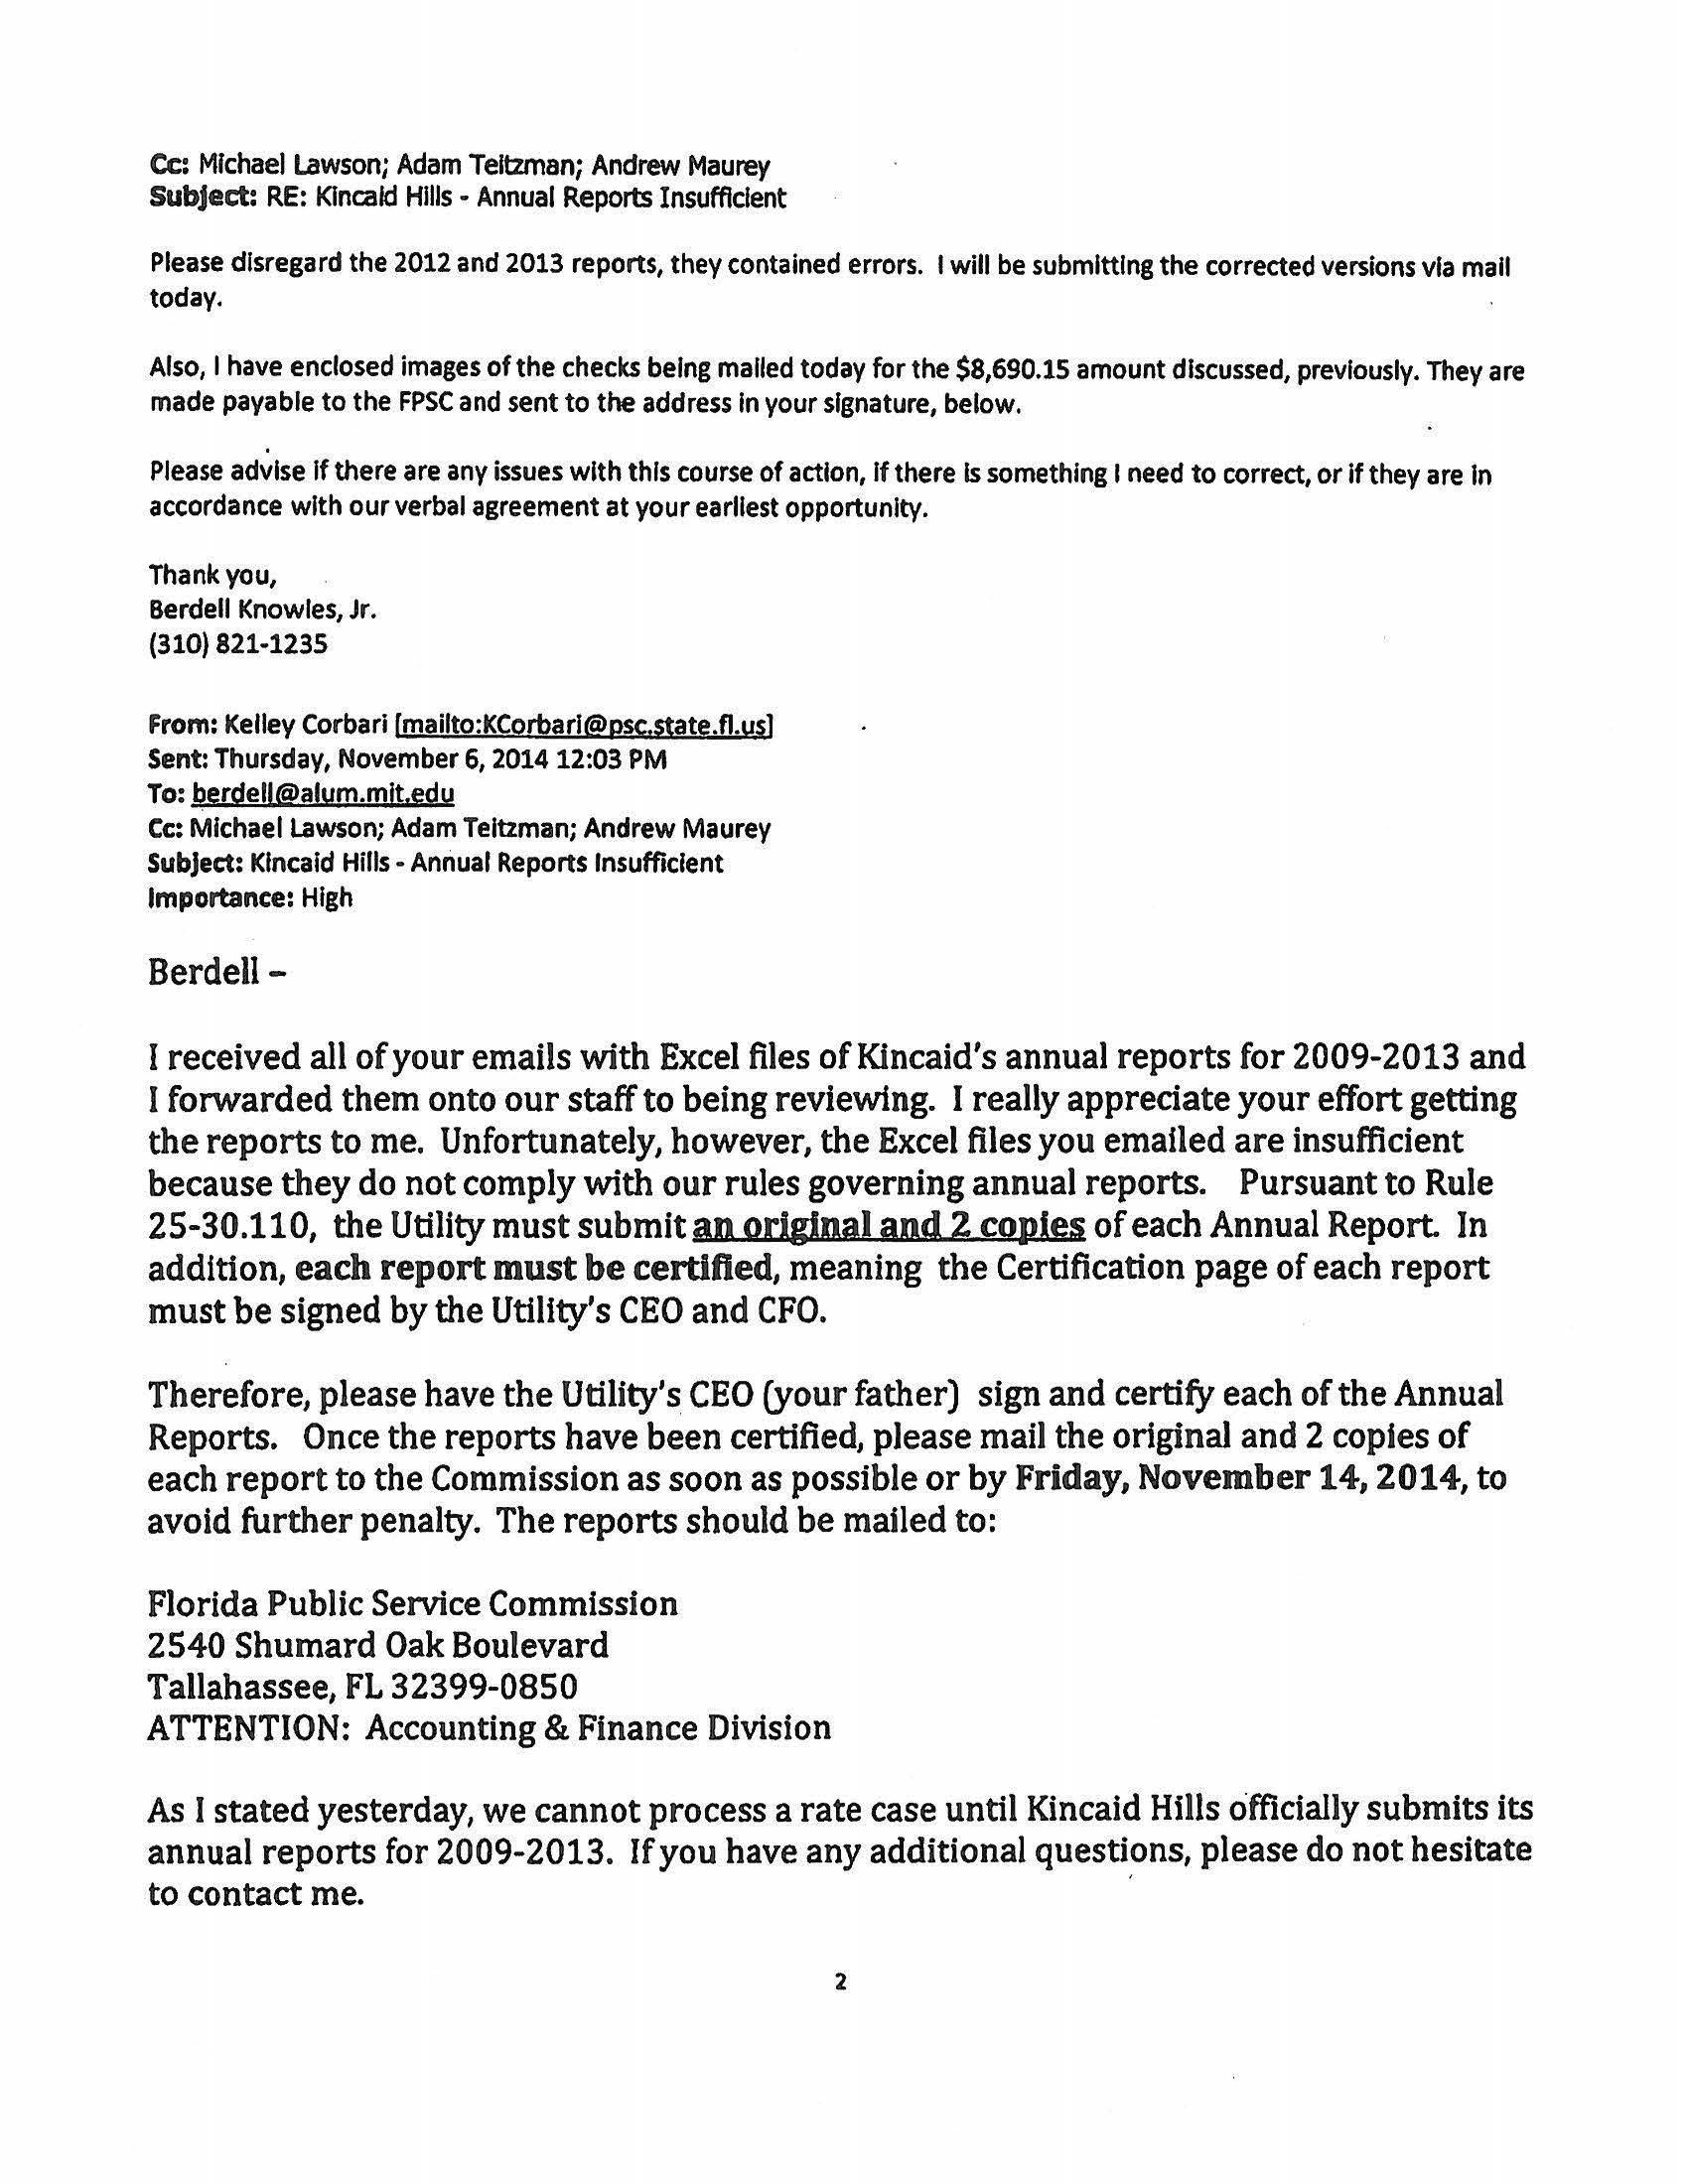 Cc: Michael Lawson; Adam Teitzman; Andrew Maurey
Subject: RE: Kincaid Hills - Annual Reports Insufficient
Please disregard the 2012 and 2013 reports, they contained errors. I will be submitting the corrected versions via mail
today.
Also, I have enclosed images of the checks being mailed today for the $8,690.15 amount discussed, previously. They are
made payable to the FPSC and sent to the address in your signature, below.
Please advise if there are any issues with this course of action, if there is something I need to correct, or if they are in
accordance with our verbal agreement at your earliest opportunity.
Thank you,
Berdell Knowles, Jr.
(310) 821-1235
From: Kelley Corbari [mailto:KCorbari@psc.state.fl.us]
Sent: Thursday, November 6, 2014 12:03 PM
To: berdell@alum.mit.edu
Cc: Michael Lawson; Adam Teitzman; Andrew Maurey
Subject: Kincaid Hills - Annual Reports Insufficient
Importance: High
Berdell –
I received all of your emails with Excel files of Kincaid's annual reports for 2009-2013 and
I forwarded them onto our staff to being reviewing. I really appreciate your effort getting
the reports to me. Unfortunately, however, the Excel files you emailed are insufficient
because they do not comply with our rules governing annual reports. Pursuant to Rule
25-30.110, the Utility must submit an original and 2 copies of each Annual Report. In
addition, each report must be certified, meaning the Certification page of each report
must be signed by the Utility's CEO and CFO.
Therefore, please have the Utility's CEO (your father) sign and certify each of the Annual
Reports. Once the reports have been certified, please mail the original and 2 copies of
each report to the Commission as soon as possible or by Friday, November 14, 2014, to
avoid further penalty. The reports should be mailed to:
Florida Public Service Commission
2540 Shumard Oak Boulevard
Tallahassee, FL 32399-0850
ATTENTION: Accounting & Finance Division
As I stated yesterday, we cannot process a rate case until Kincaid Hills officially submits its
annual reports for 2009-2013. If you have any additional questions, please do not hesitate
to contact me.
2